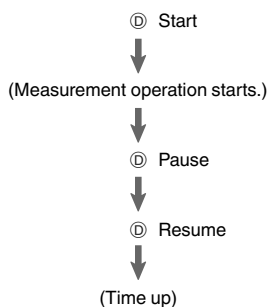 Ⓓ Start
(Measurement operation starts.)
Ⓓ Pause
Ⓓ Resume
(Time up)